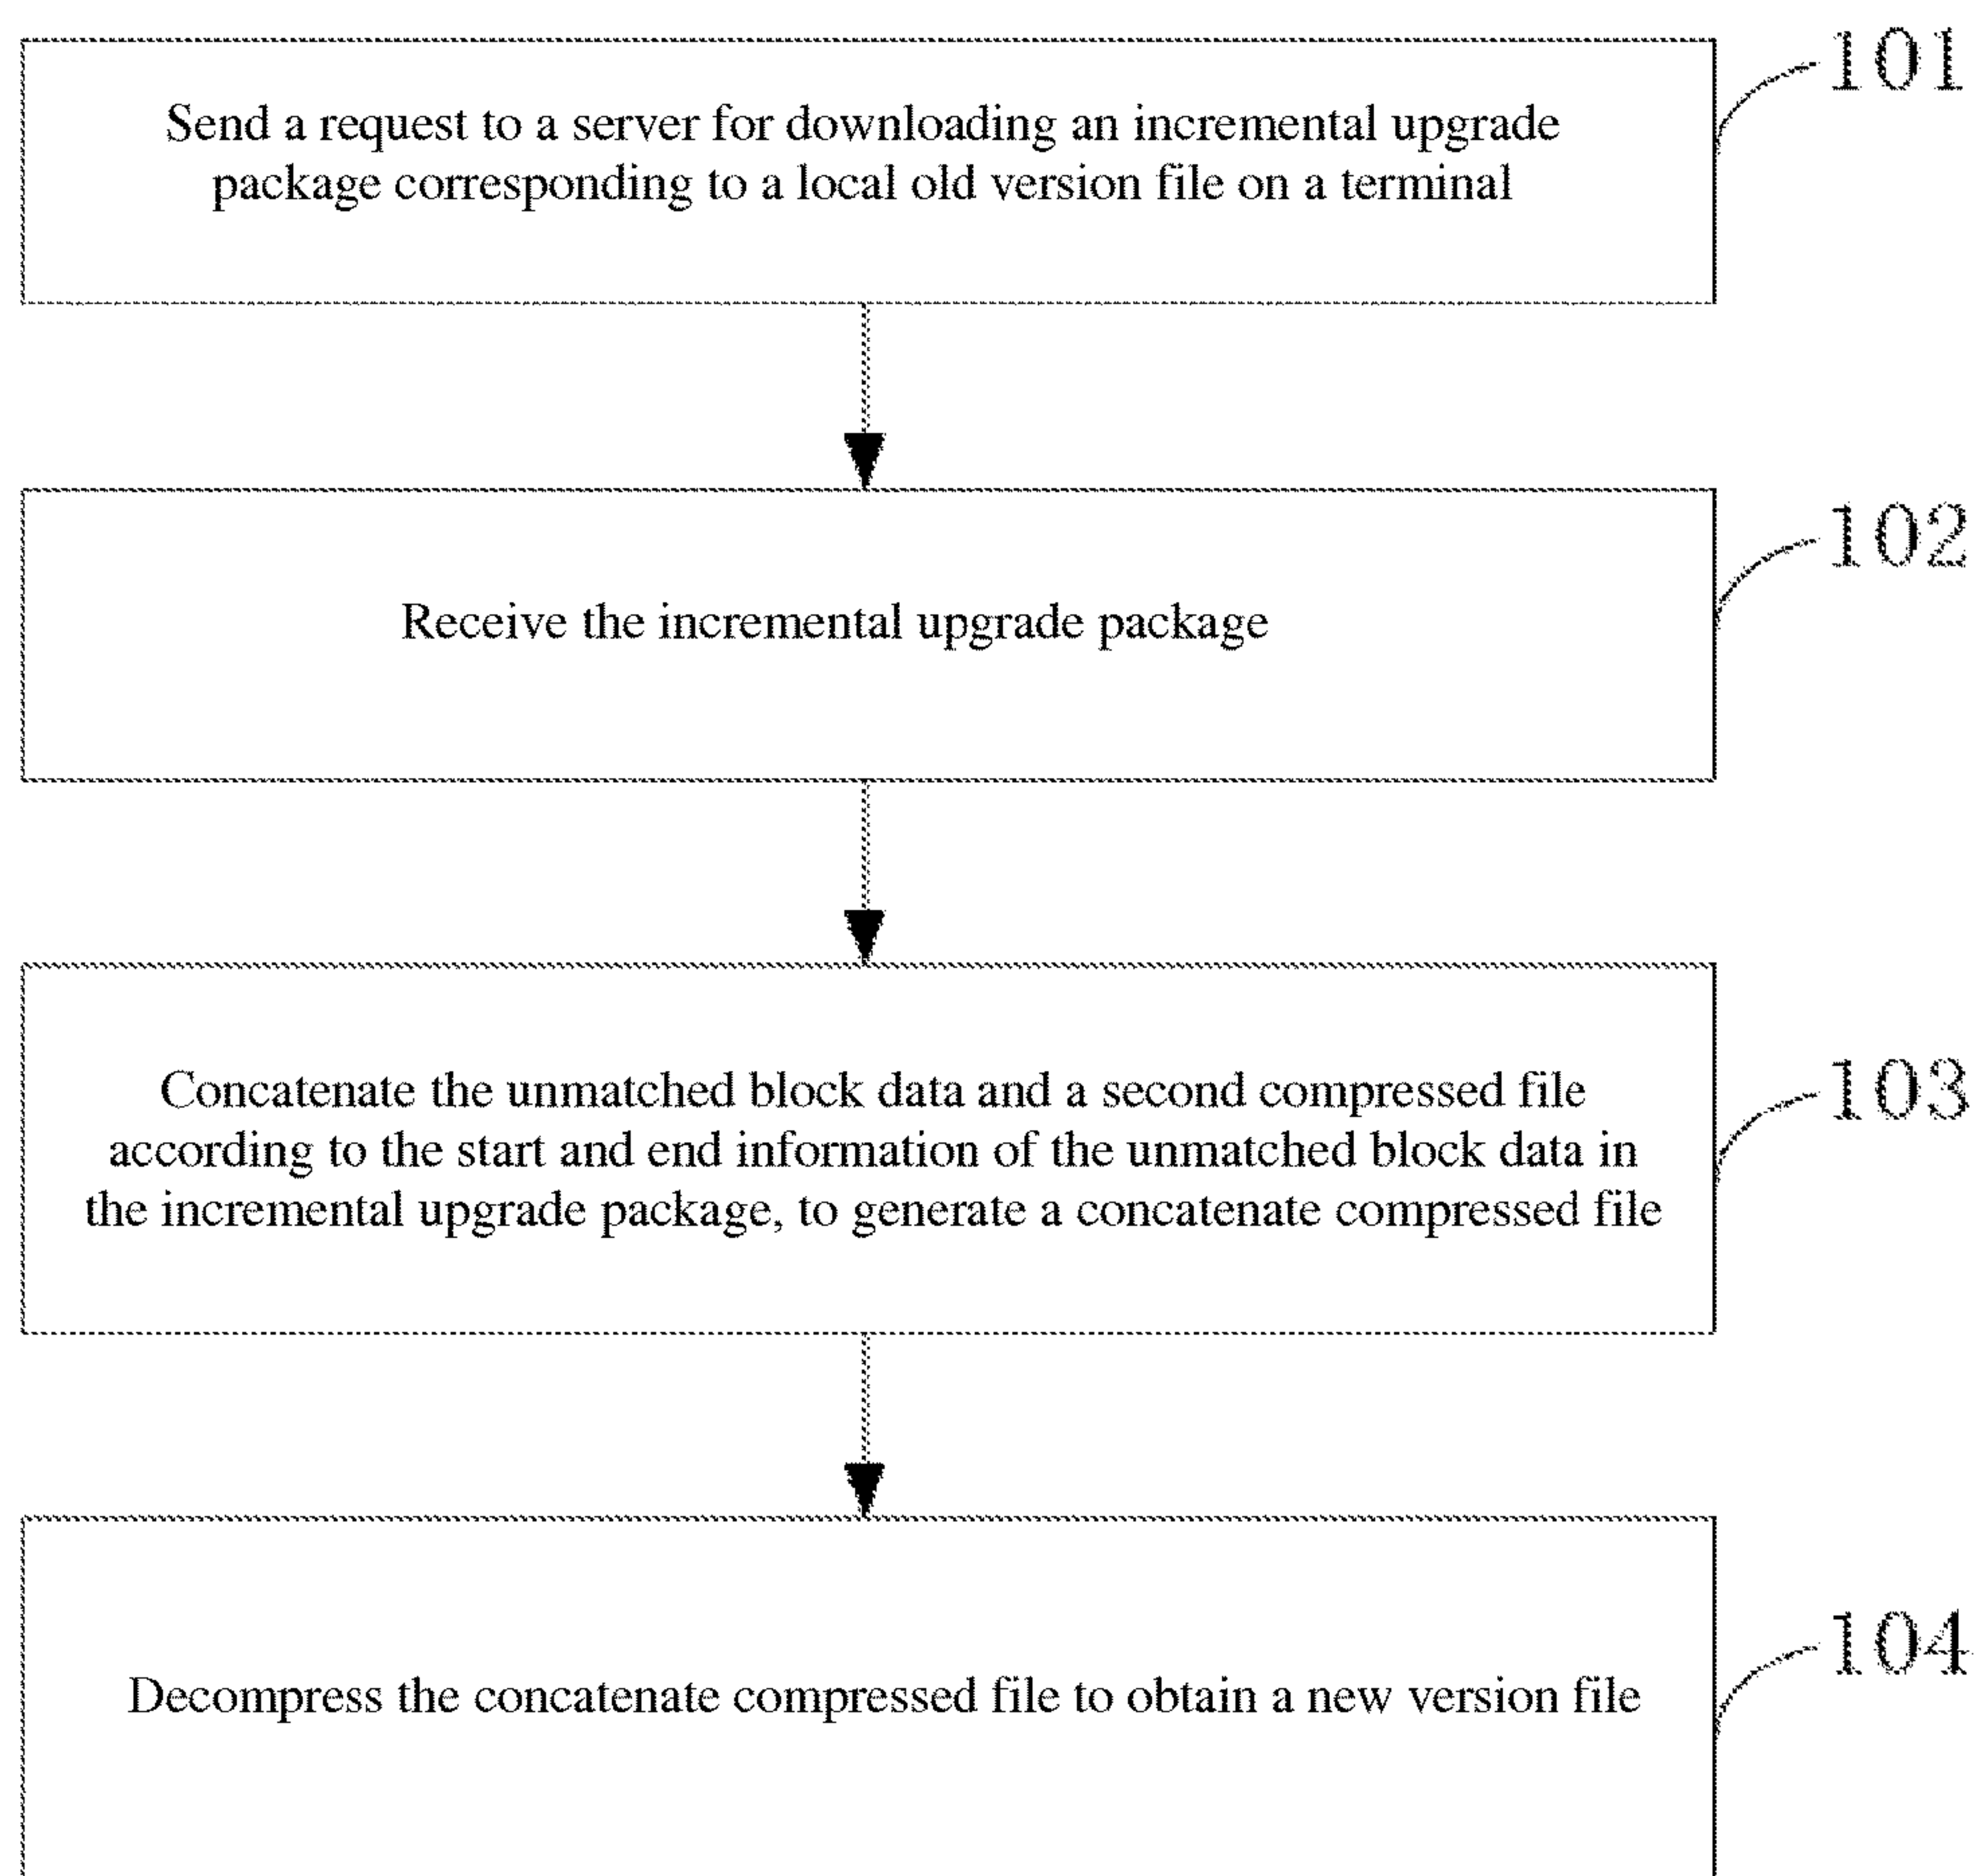 Send a request to a server for downloading an incremental upgrade
package corresponding to a local old version file on a terminal
101
Receive the incremental upgrade package
102
Concatenate the unmatched block data and a second compressed file
according to the start and end information of the unmatched block data in
the incremental upgrade package, to generate a concatenate compressed file
103
Decompress the concatenate compressed file to obtain a new version file
104